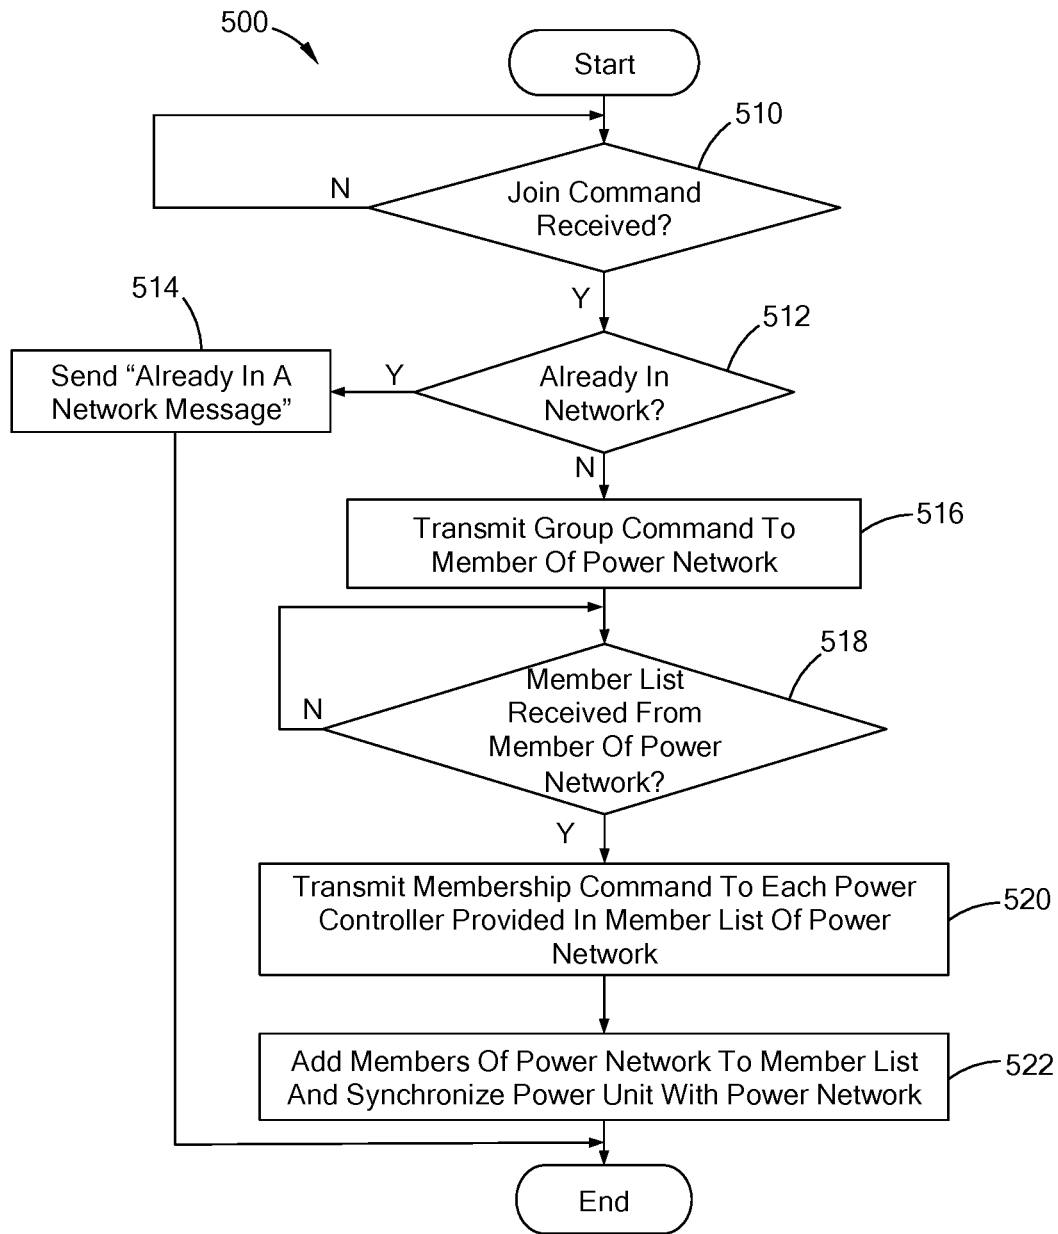 500
Start
510
N
Join Command
Received?
Y
514
512
Send “Already In A
Network Message”
Y
Already In
Network?
N
516
Transmit Group Command To
Member Of Power Network
518
N
Member List
Received From
Member Of Power
Network?
Y
Transmit Membership Command To Each Power
Controller Provided In Member List Of Power
Network
520
Add Members Of Power Network To Member List
And Synchronize Power Unit With Power Network
522
End